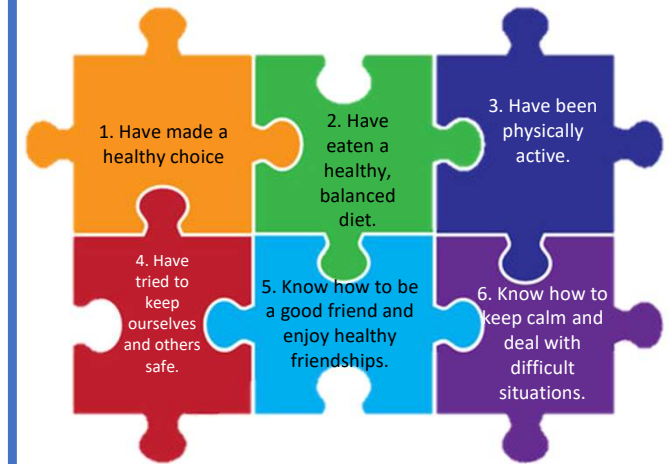 1. Have made a
healthy choice
2. Have
eaten a
healthy,
balanced
diet.
3. Have been
physically
active.
4. Have
tried to
keep
ourselves
and others
safe.
5. Know how to be
a good friend and
enjoy healthy
friendships.
6. Know how to
keep calm and
deal with
difficult
situations.